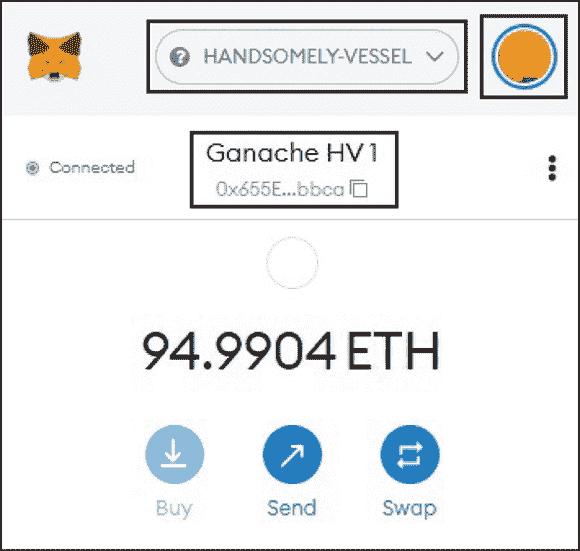 ? HANDSOMELY-VESSEL
Connected
Ganache HV 1
0x655E...bbca
94.9904 ETH
Buy Send Swap